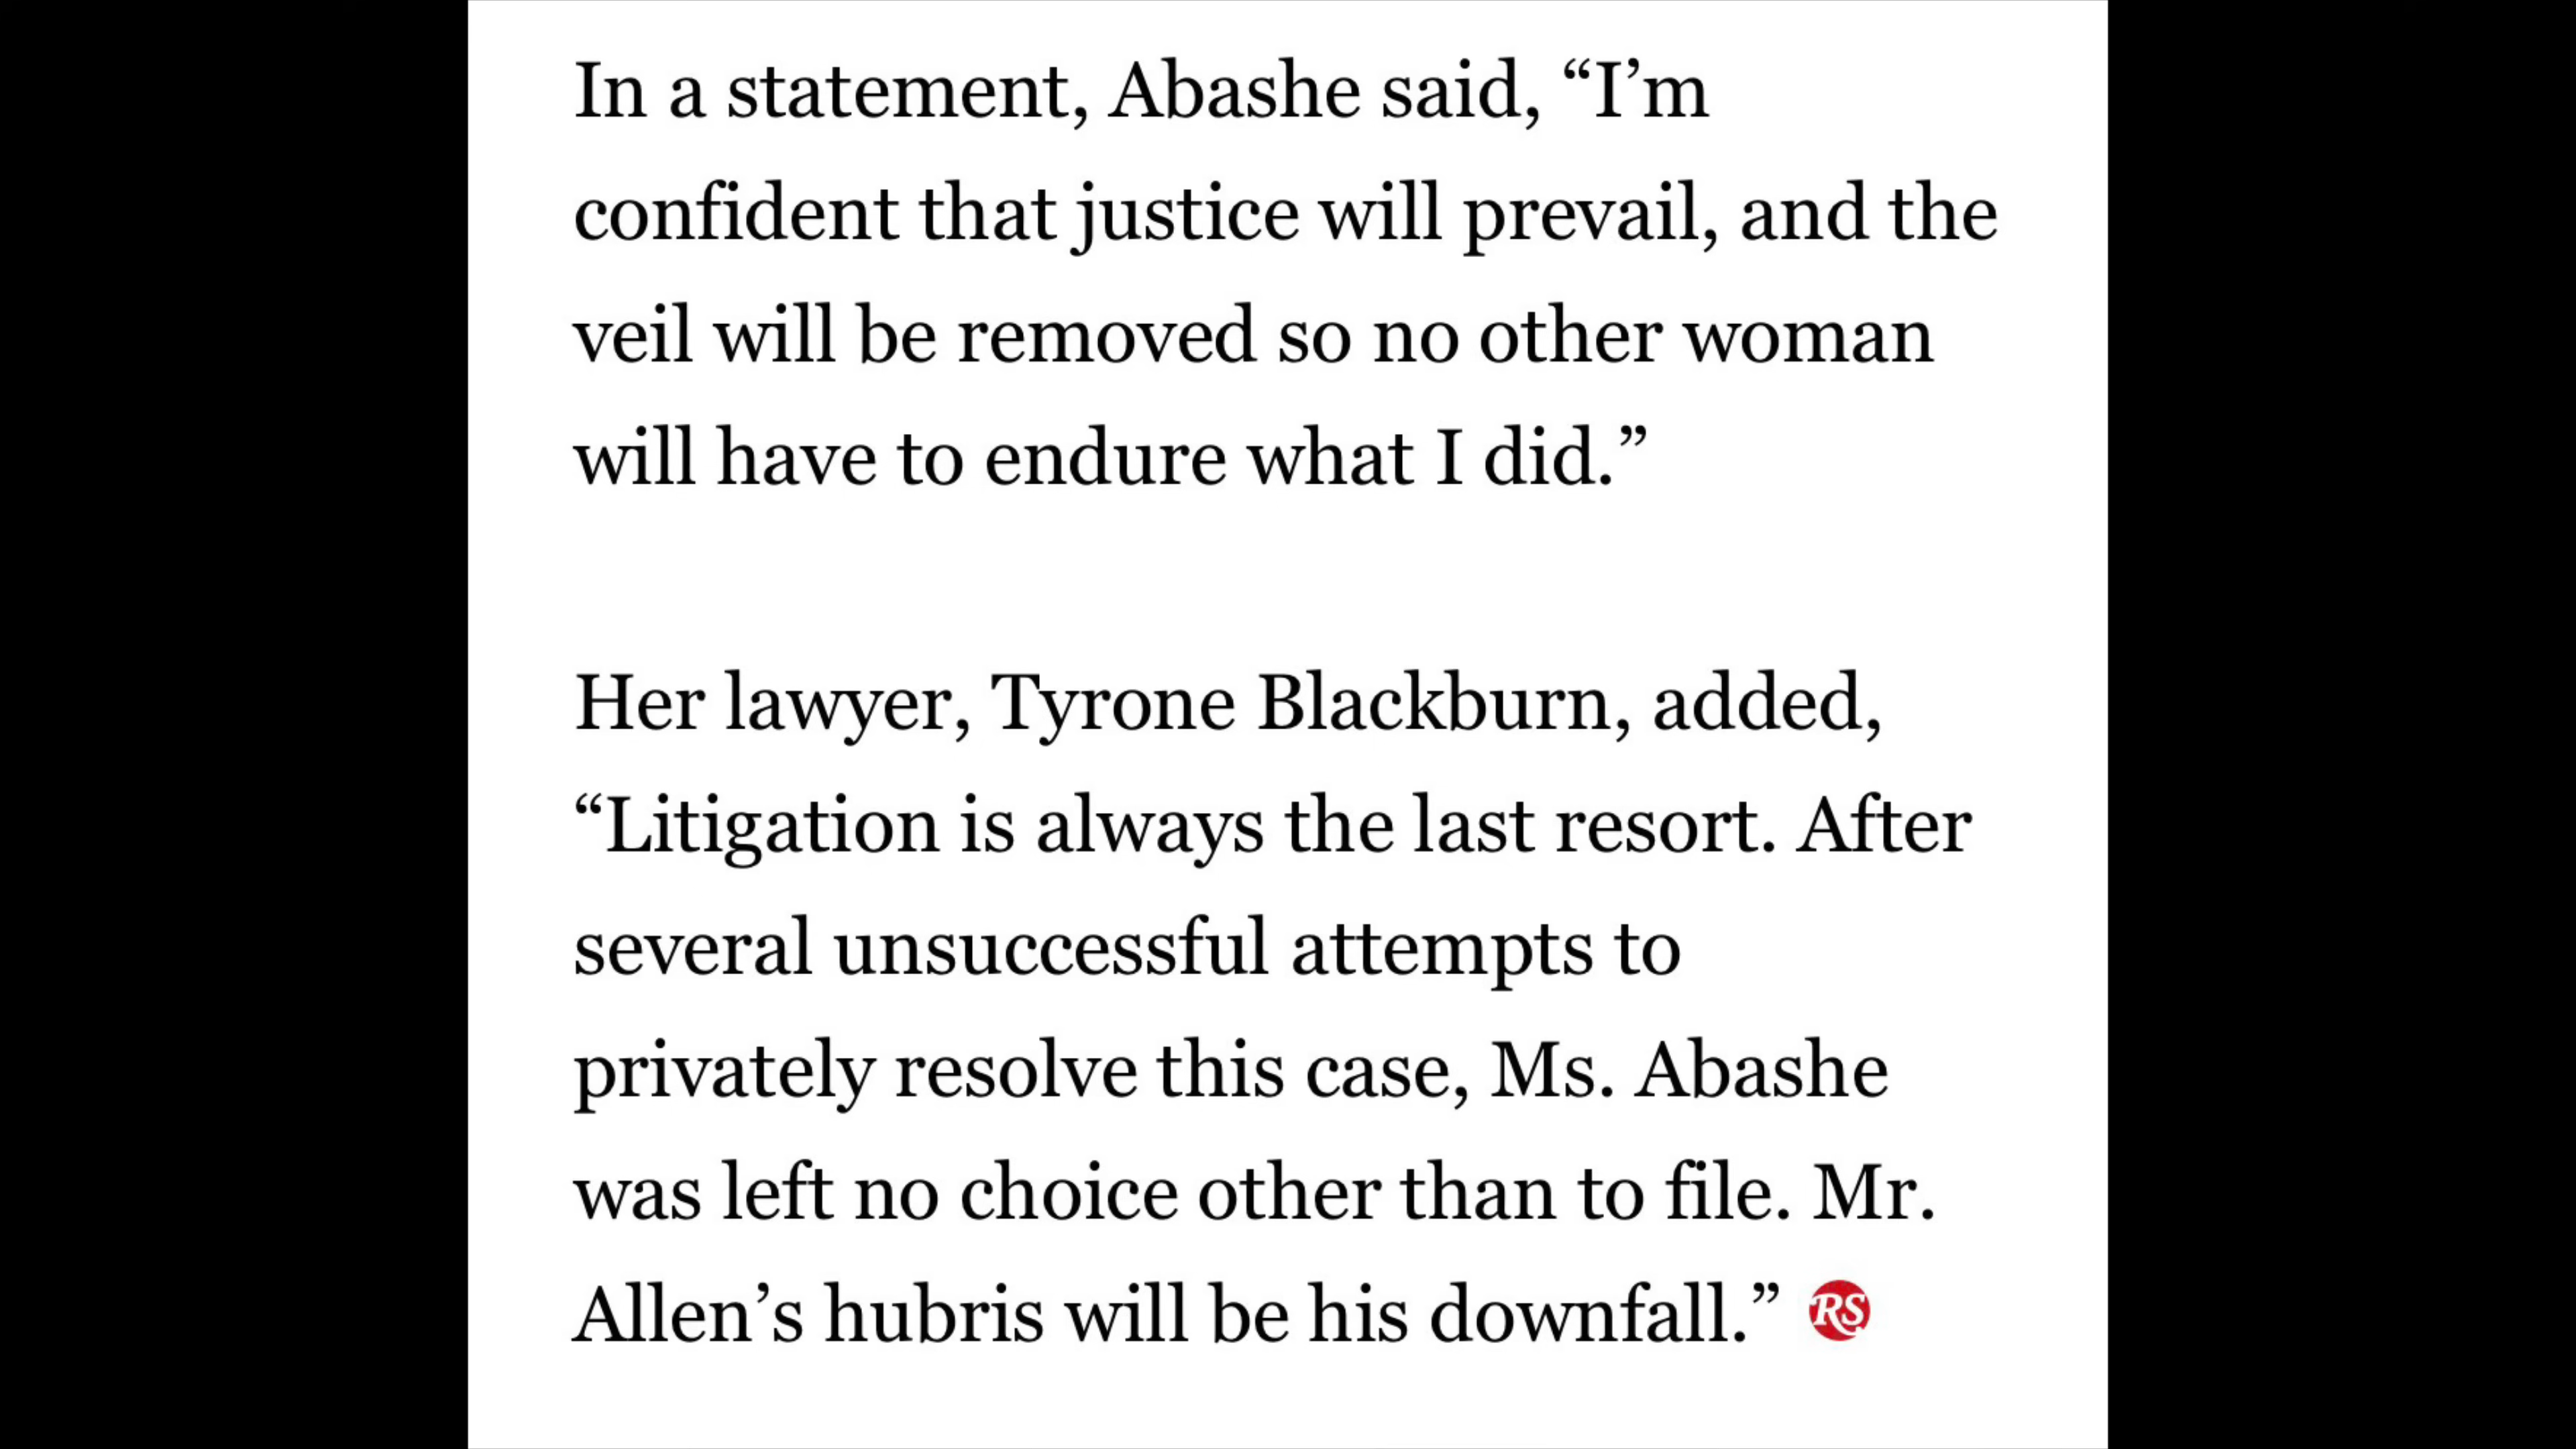 In a statement, Abashe said, “I’m
confident that justice will prevail, and the
veil will be removed so no other woman
will have to endure what I did.”
Her lawyer, Tyrone Blackburn, added,
“Litigation is always the last resort. After
several unsuccessful attempts to
privately resolve this case, Ms. Abashe
was left no choice other than to file. Mr.
Allen’s hubris will be his downfall.” RS